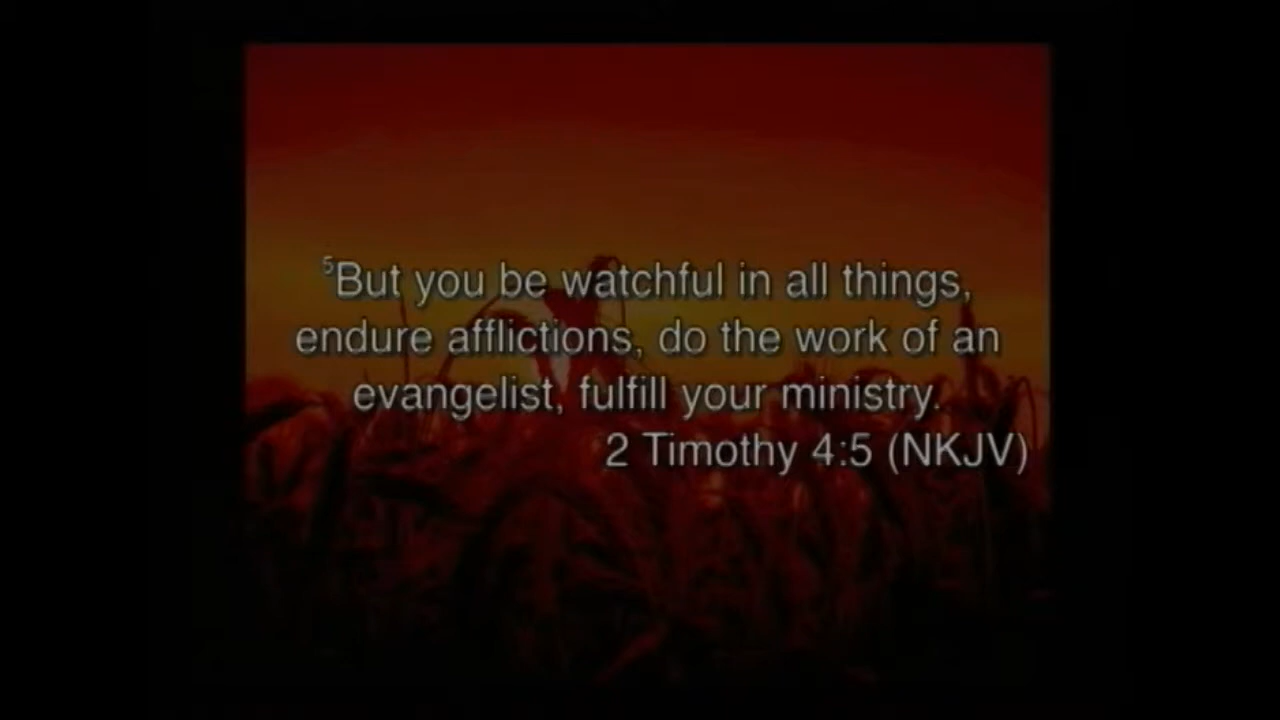 ⁵But you be watchful in all things,
endure afflictions, do the work of an
evangelist, fulfill your ministry.
2 Timothy 4:5 (NKJV)